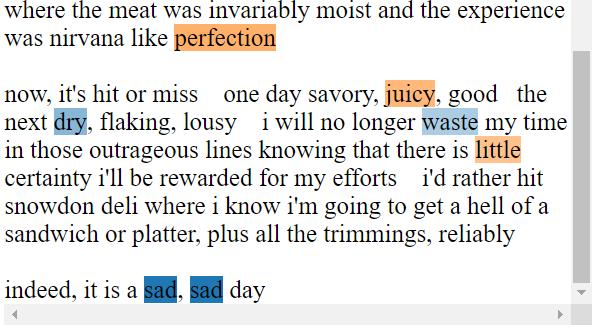 where the meat was invariably moist and the experience
was nirvana like perfection
now, it's hit or miss    one day savory, juicy, good   the
next dry, flaking, lousy    i will no longer waste my time
in those outrageous lines knowing that there is little
certainty i'll be rewarded for my efforts    i'd rather hit
snowdon deli where i know i'm going to get a hell of a
sandwich or platter, plus all the trimmings, reliably
indeed, it is a sad, sad day